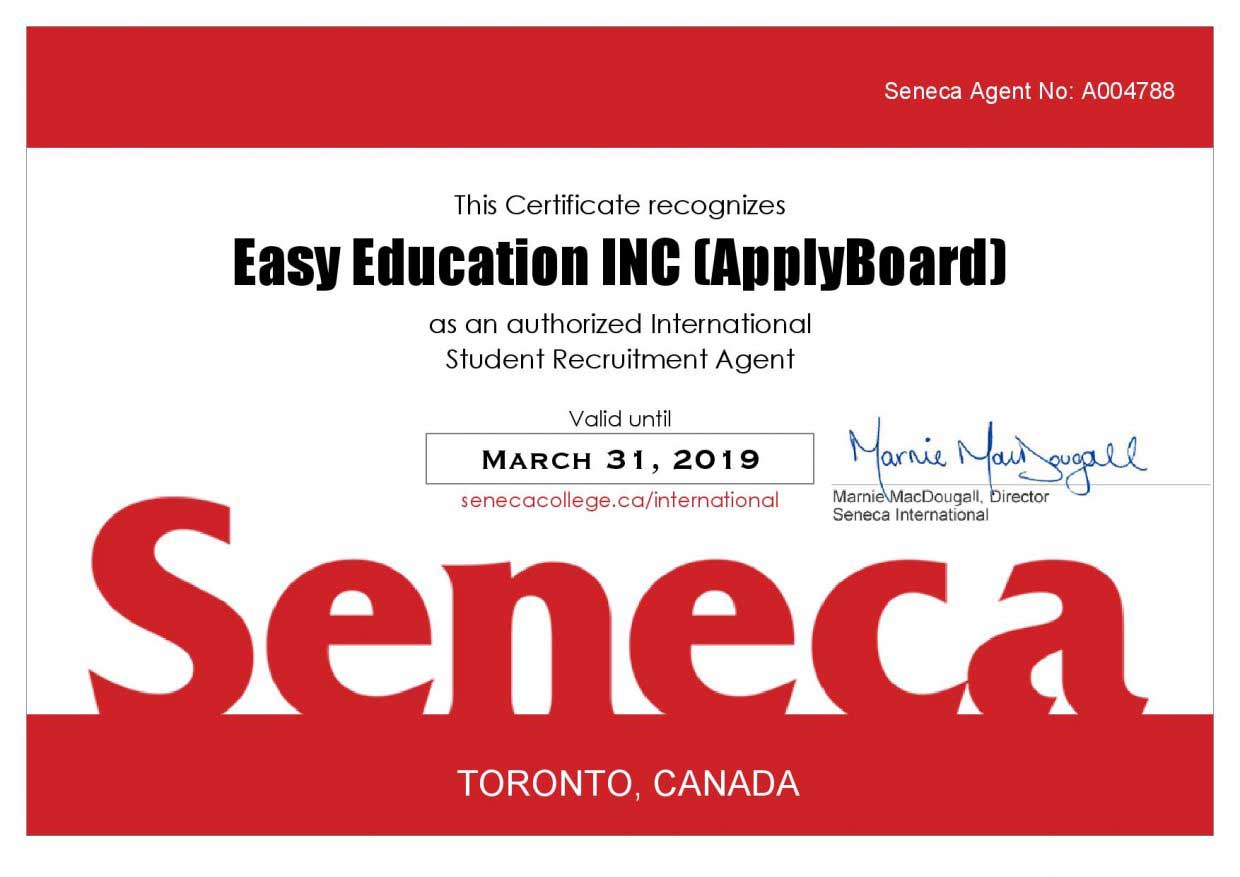 Seneca Agent No: A004788
This Certificate recognizes
Easy Education INC (ApplyBoard)
as an authorized International
Student Recruitment Agent
Valid until
March 31, 2019
senecacollege.ca/international
Marnie MacDougall
Marnie MacDougall, Director
Seneca International
Seneca
TORONTO, CANADA